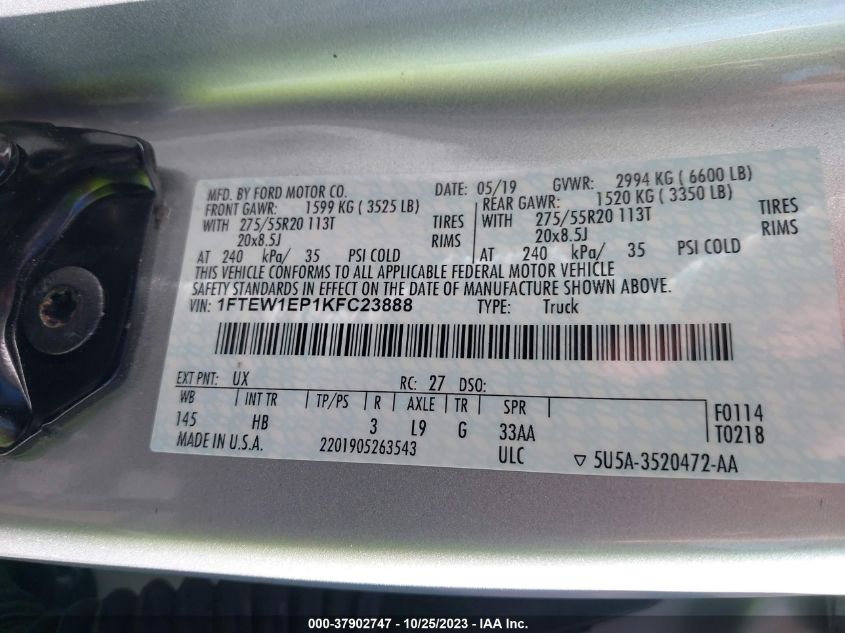 MFD. BY FORD MOTOR CO. DATE: 05/19 GVWR: 2994 KG ( 6600 LB)
FRONT GAWR: 1599 KG ( 3525 LB) REAR GAWR: 1520 KG ( 3350 LB)
WITH 275/55R20 113T TIRES WITH 275/55R20 113T TIRES
20x8.5J RIMS 20x8.5J RIMS
AT 240 kPa/ 35 PSI COLD AT 240 kPa/ 35 PSI COLD
THIS VEHICLE CONFORMS TO ALL APPLICABLE FEDERAL MOTOR VEHICLE
SAFETY STANDARDS IN EFFECT ON THE DATE OF MANUFACTURE SHOWN ABOVE.
VIN: 1FTEW1EP1KFC23888 TYPE: Truck
EXT PNT: UX RC: 27 DSO:
WB INT TR TP/PS R AXLE TR SPR F0114
145 HB 3 L9 G 33AA T0218
MADE IN U.S.A. 2201905263543 ULC ▽ 5U5A-3520472-AA
000-37902747 - 10/25/2023 - IAA Inc.